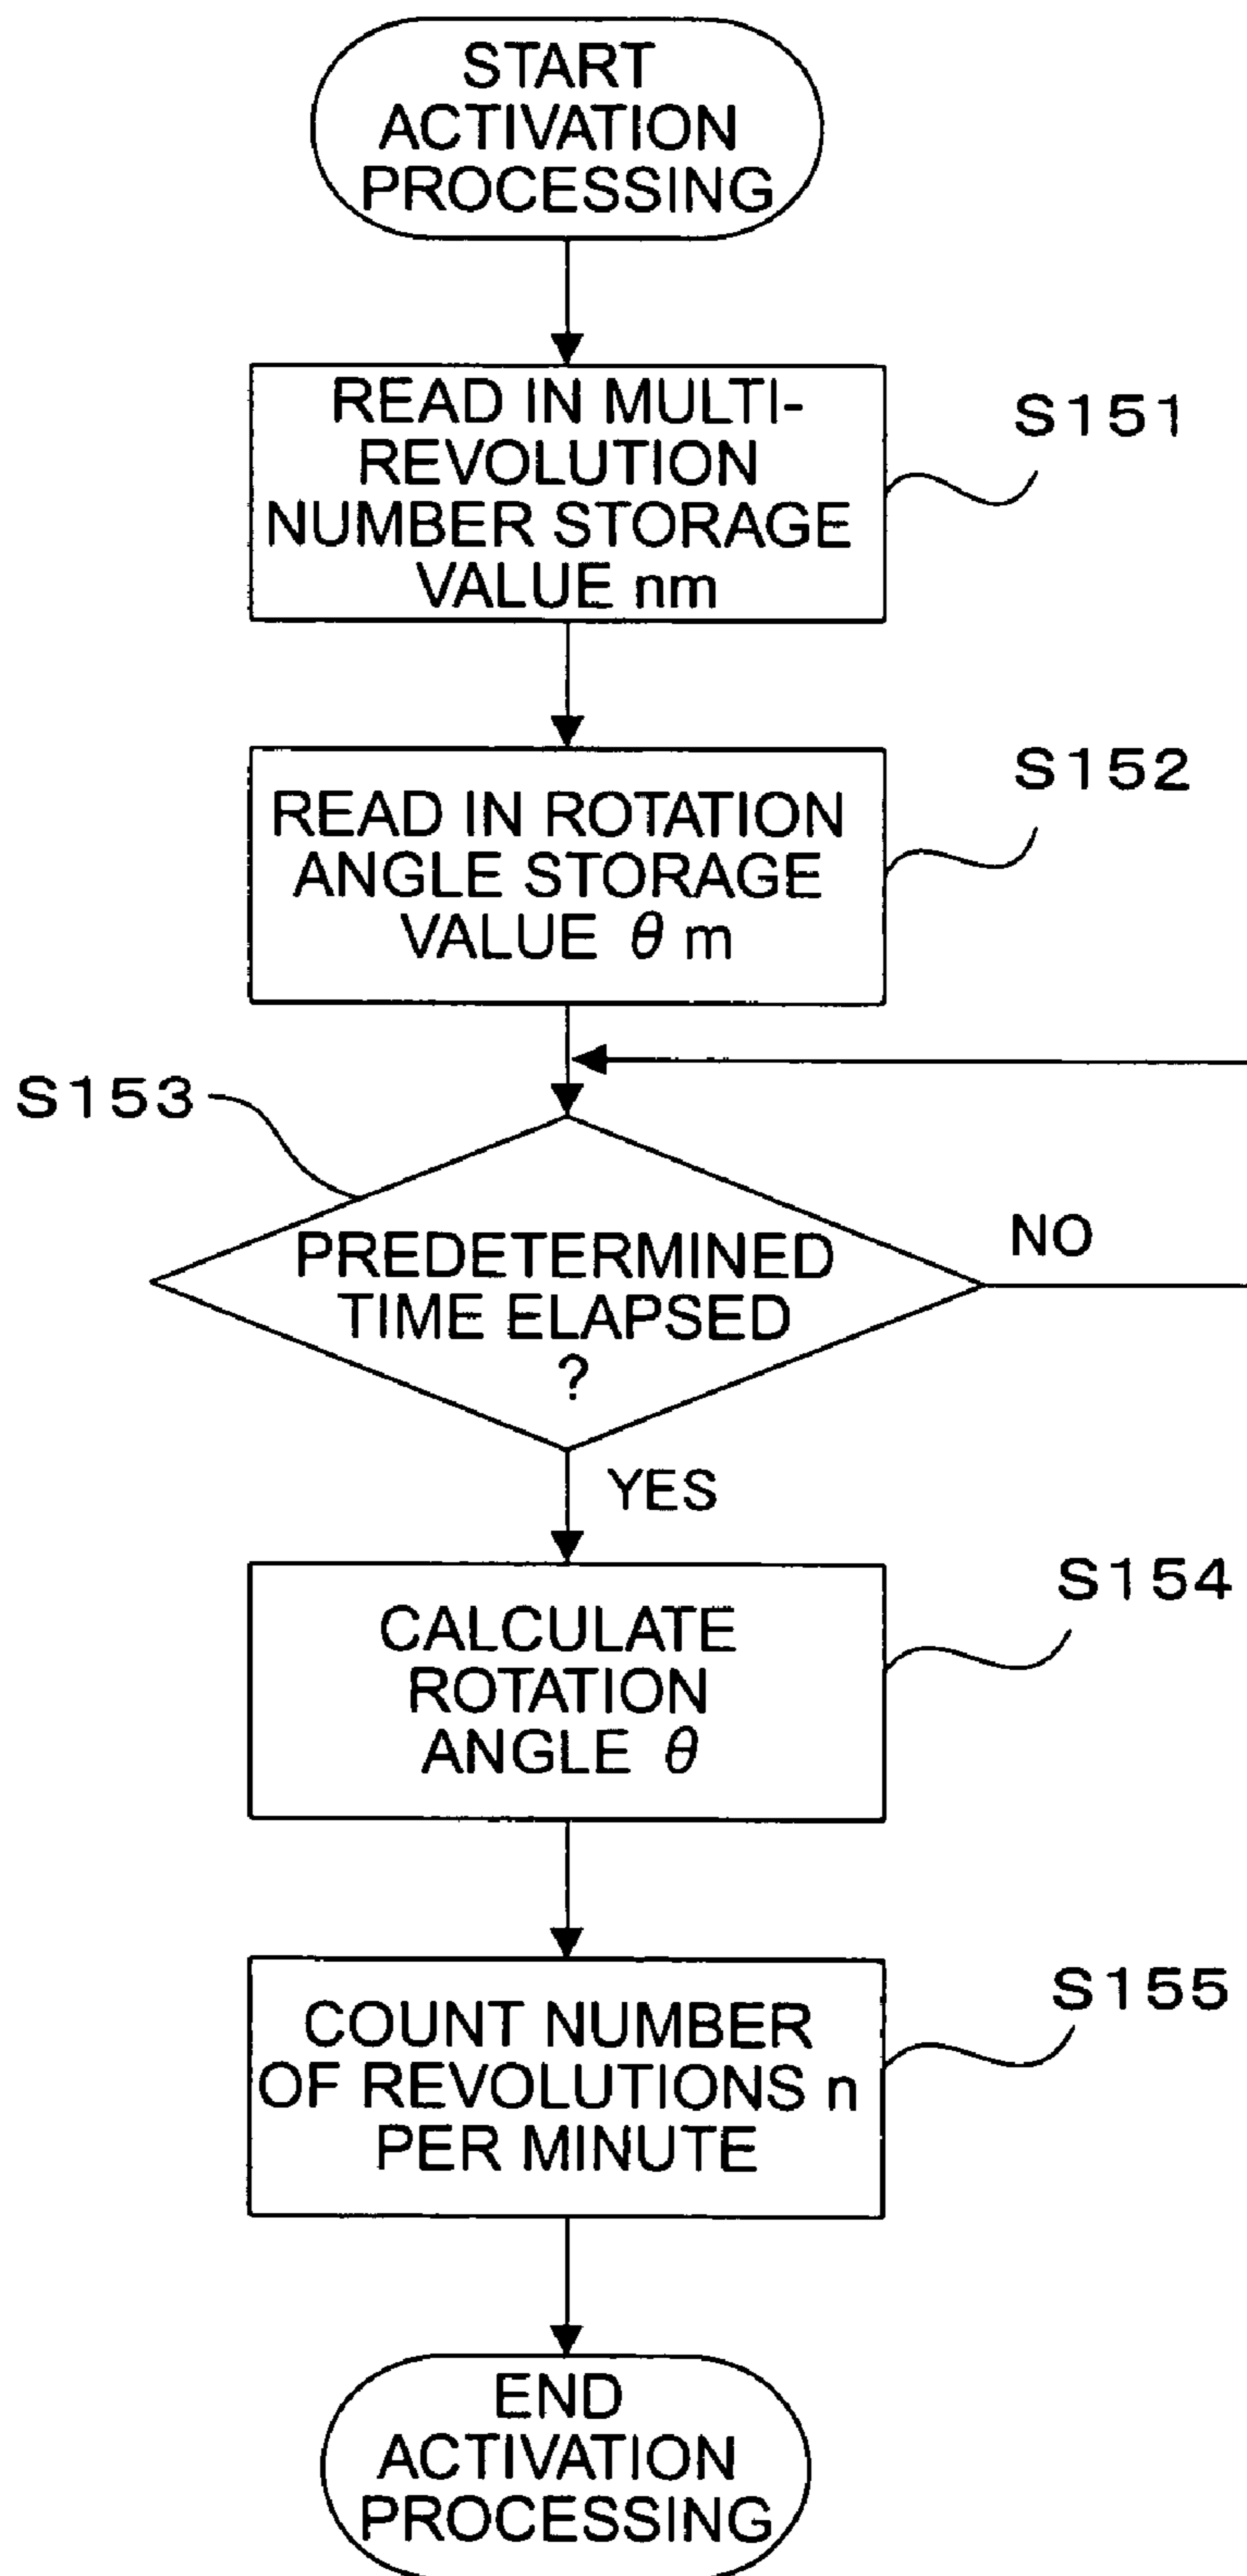 START
ACTIVATION
PROCESSING
READ IN MULTI-
REVOLUTION
NUMBER STORAGE
VALUE nm
S151
READ IN ROTATION
ANGLE STORAGE
VALUE θ m
S152
S153
PREDETERMINED
TIME ELAPSED
?
NO
YES
CALCULATE
ROTATION
ANGLE θ
S154
COUNT NUMBER
OF REVOLUTIONS n
PER MINUTE
S155
END
ACTIVATION
PROCESSING